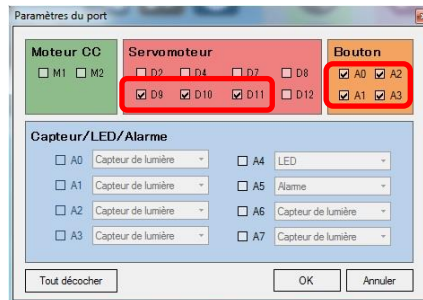 Paramètres du port
Moteur CC
M1 M2
Servomoteur
D2 D4 D7 D8
D9 D10 D11 D12
Bouton
A0 A2
A1 A3
Capteur/LED/Alarme
A0 Capteur de lumière
A1 Capteur de lumière
A2 Capteur de lumière
A3 Capteur de lumière
A4 LED
A5 Alarme
A6 Capteur de lumière
A7 Capteur de lumière
Tout décocher
OK
Annuler